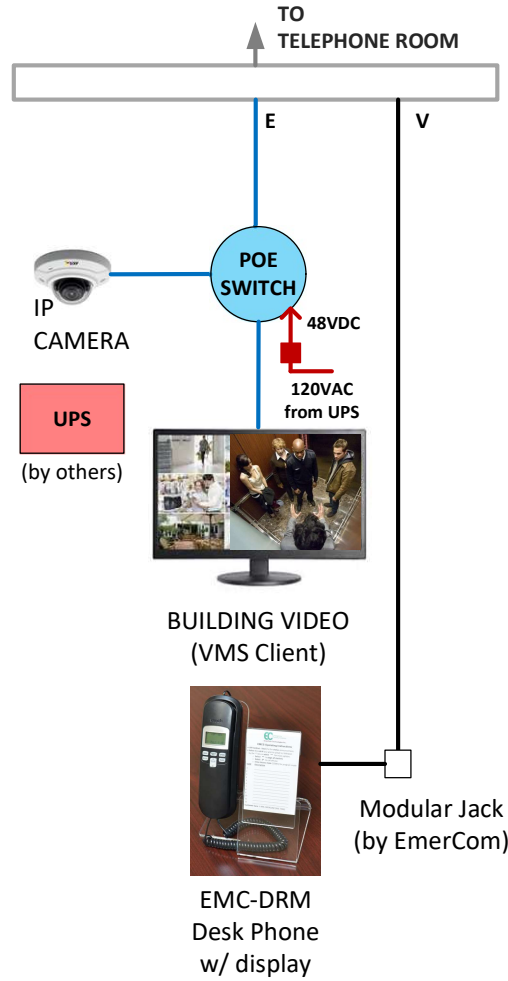 TO
TELEPHONE ROOM
E
V
POE
SWITCH
IP
CAMERA
48VDC
120VAC
from UPS
UPS
(by others)
BUILDING VIDEO
(VMS Client)
EC
Modular Jack
(by EmerCom)
EMC-DRM
Desk Phone
w/ display